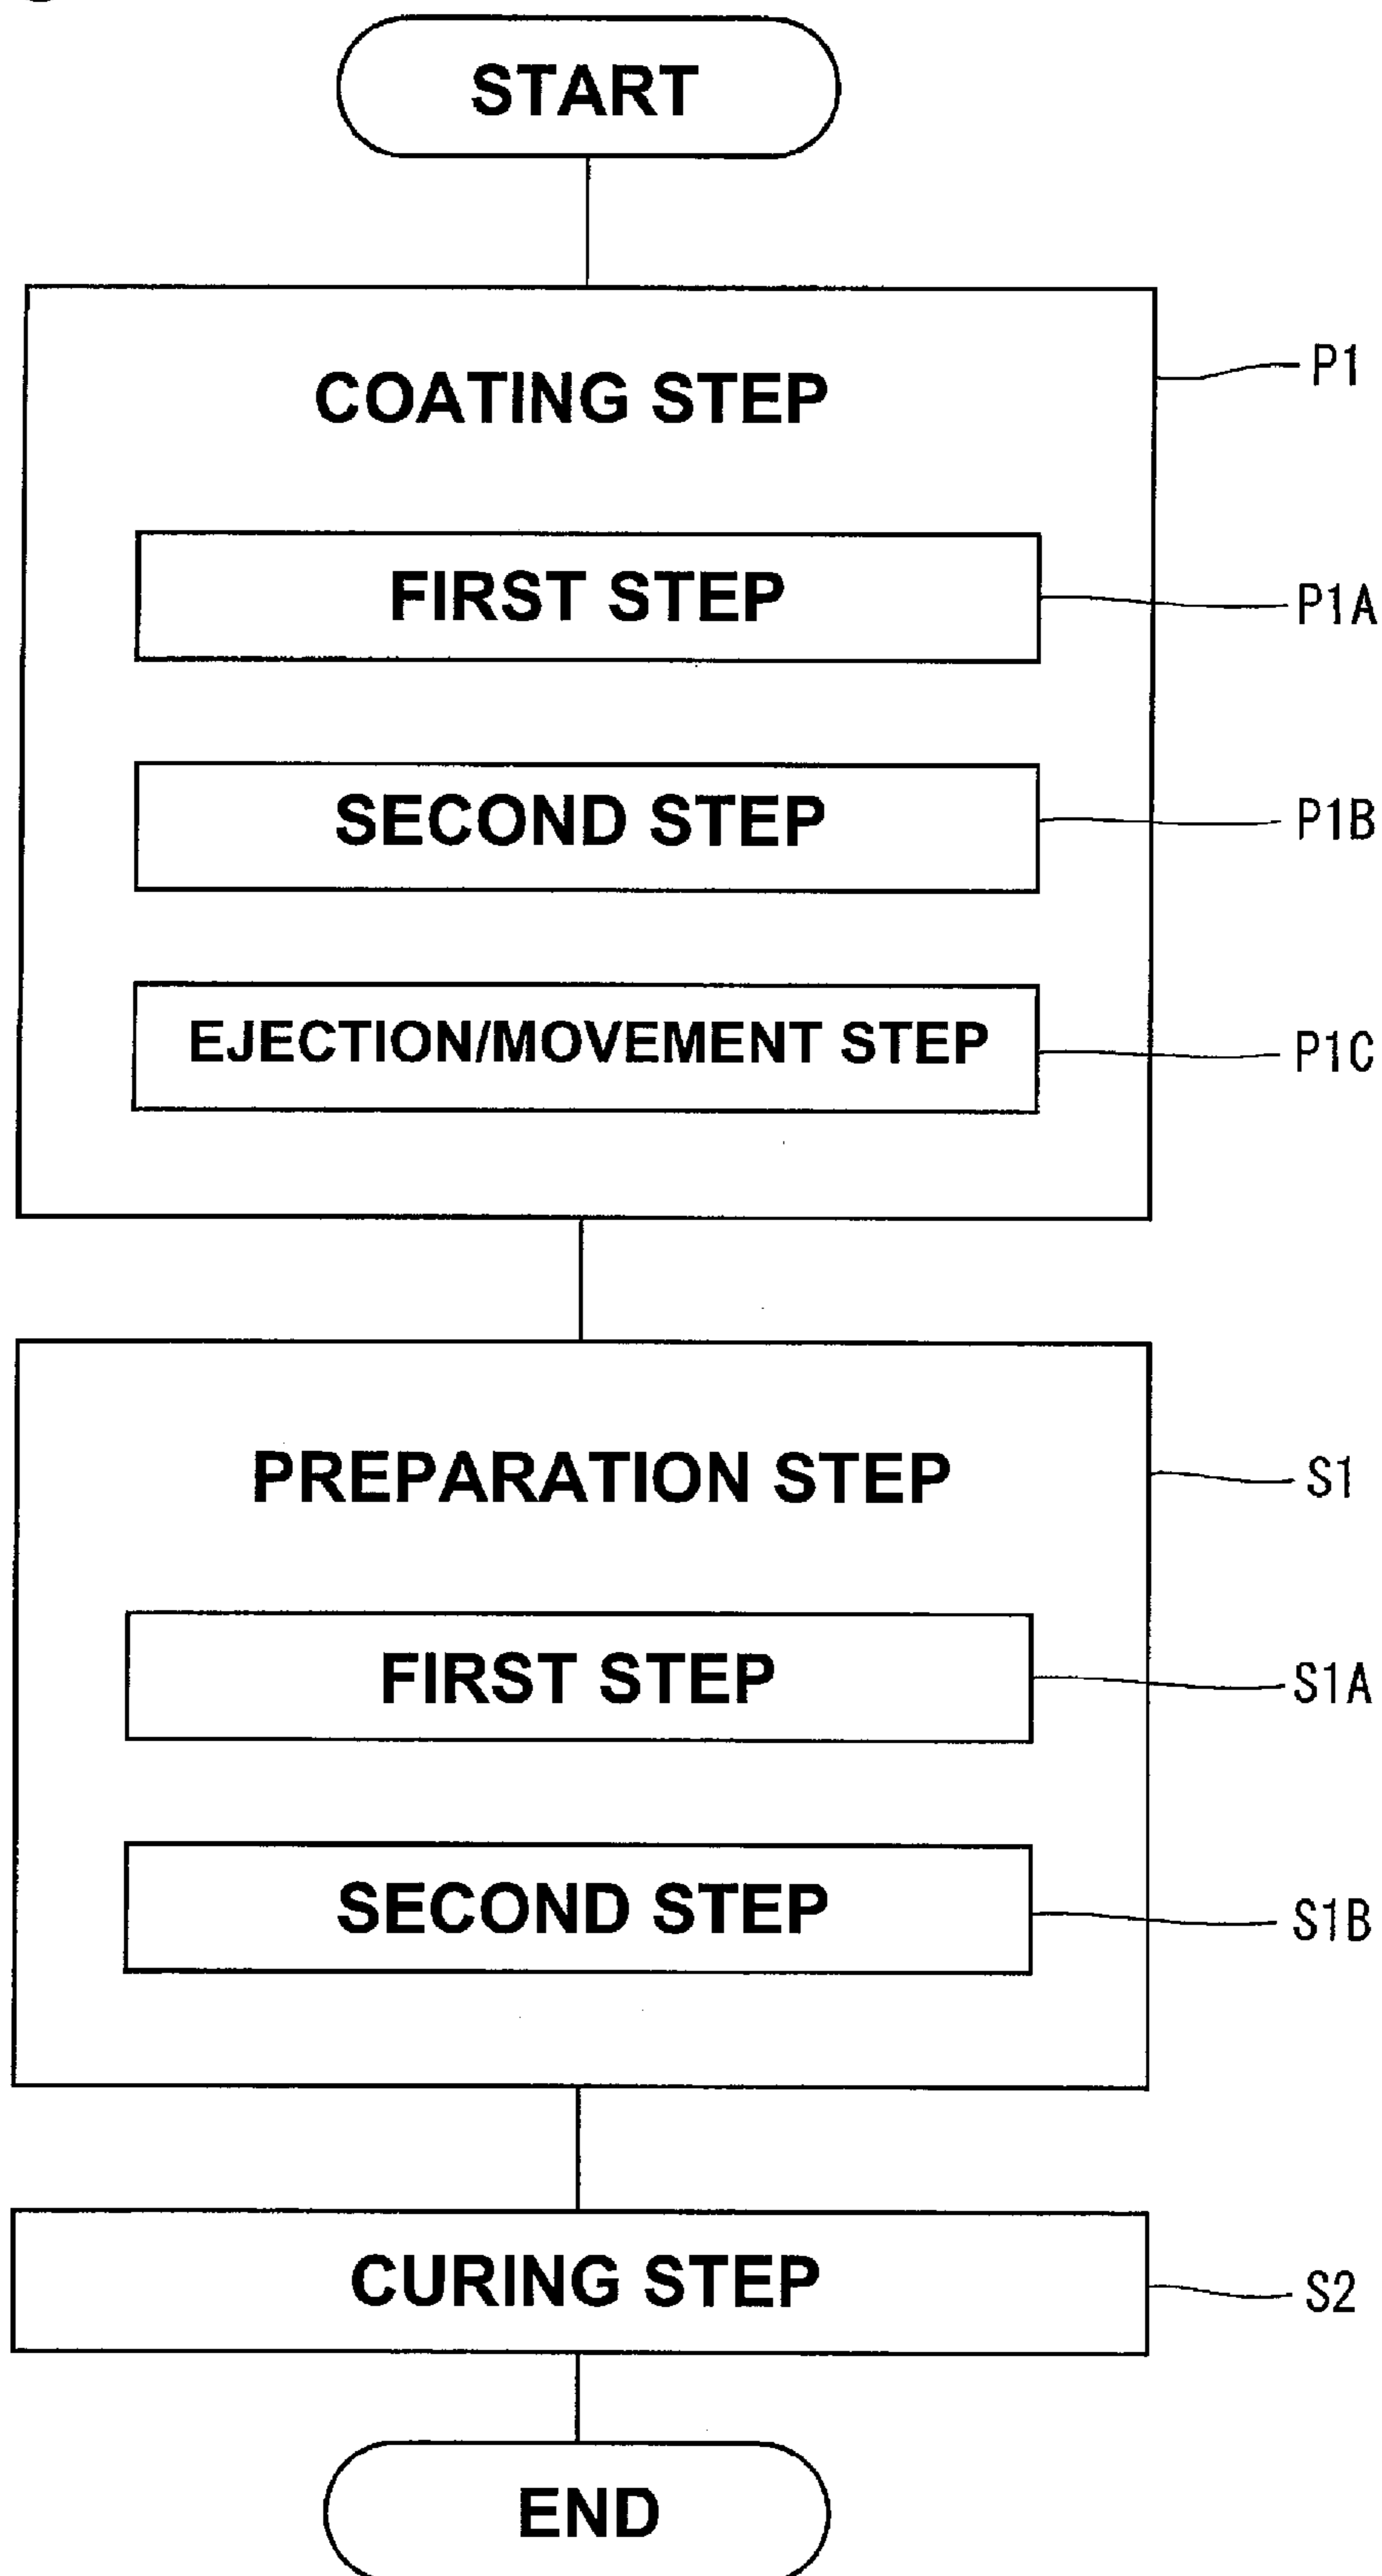 START
COATING STEP
P1
FIRST STEP
P1A
SECOND STEP
P1B
EJECTION/MOVEMENT STEP
P1C
PREPARATION STEP
S1
FIRST STEP
S1A
SECOND STEP
S1B
CURING STEP
S2
END